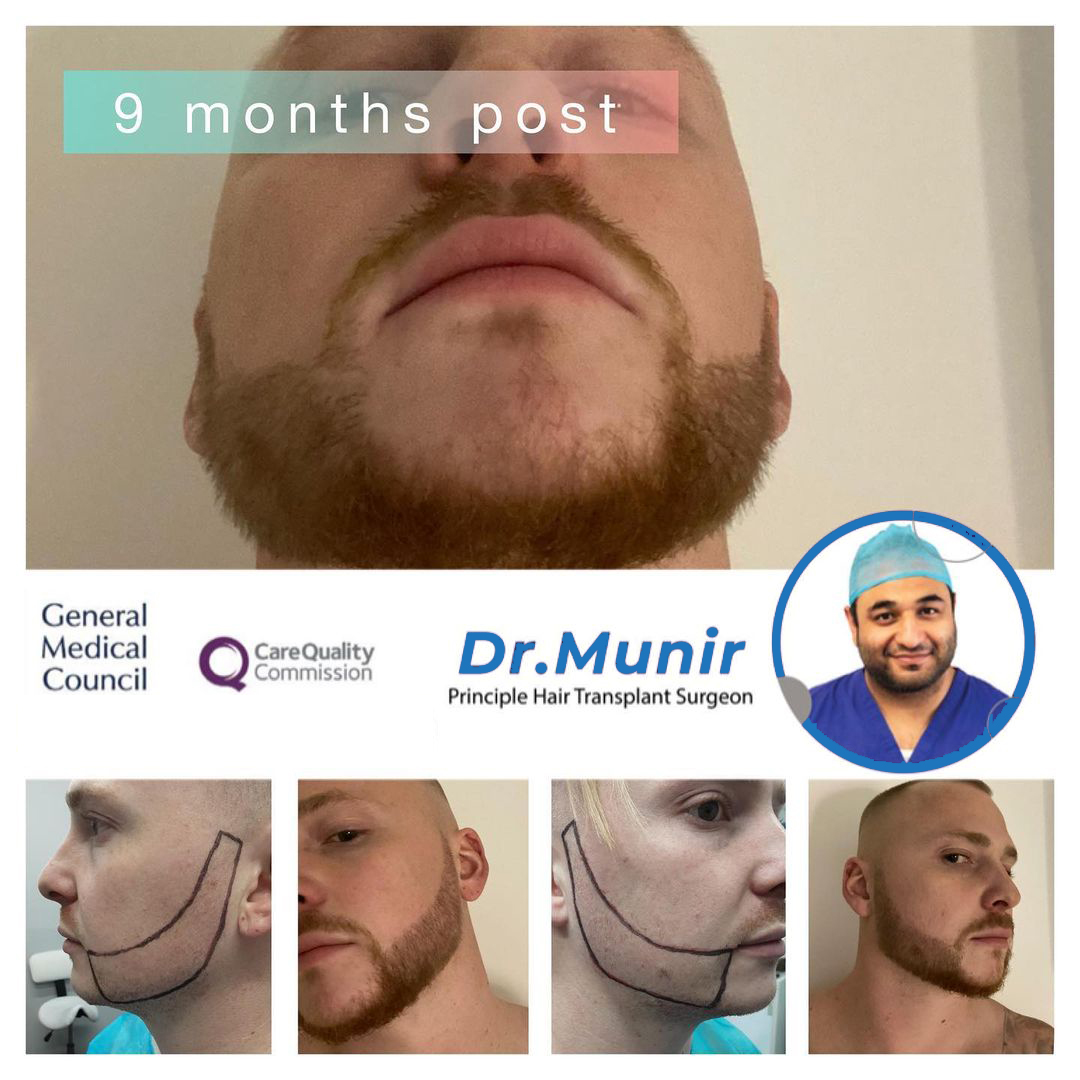 9 months post
General
Medical
Council
CareQuality
Commission
Dr.Munir
Principle Hair Transplant Surgeon